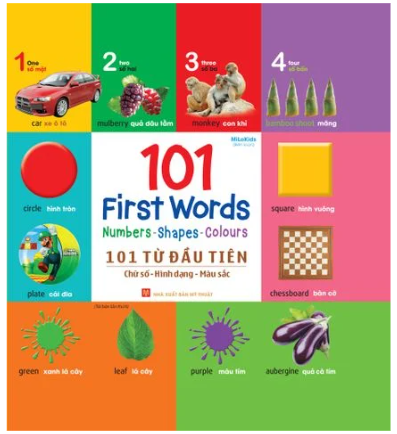 1 One
số một
car xe ô tô
2 two
số hai
mulberry quả dâu tằm
3 three
số ba
monkey con khỉ
4 four
số bốn
bamboo shoot măng
MiLoKids
101
First Words
Numbers - Shapes - Colours
101 TỪ ĐẦU TIÊN
Chữ số - Hình dạng - Màu sắc
NHÀ XUẤT BẢN MỸ THUẬT
circle hình tròn
square hình vuông
plate cái đĩa
chessboard bàn cờ
green xanh lá cây
leaf lá cây
purple màu tím
aubergine quả cà tím